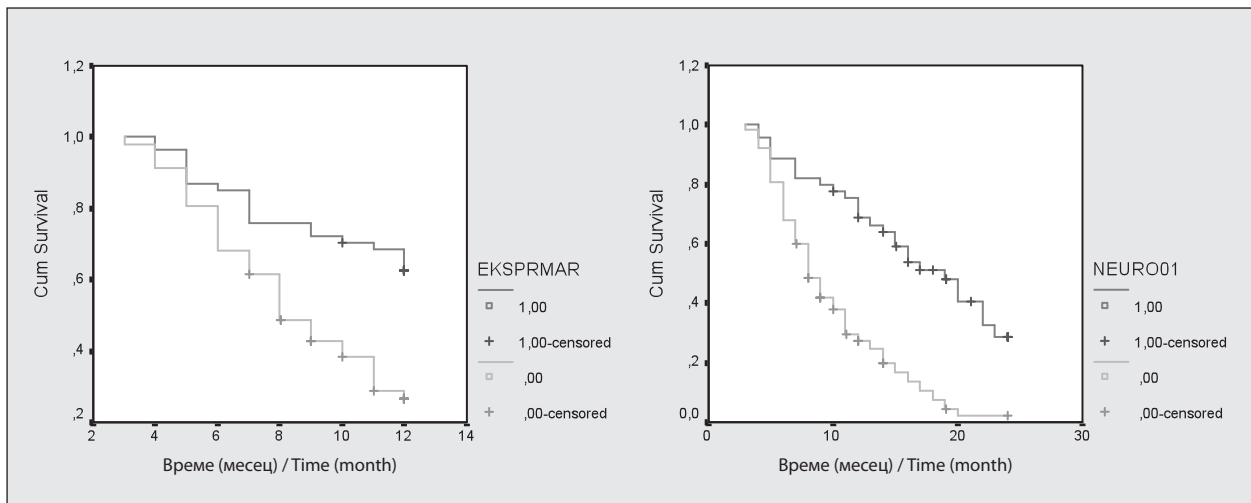 1,2
1,0
,8
,6
,4
,2
Cum Survival
2 4 6 8 10 12 14
Време (месец) / Time (month)
EKSPRMAR
1,00
1,00-censored
,00
,00-censored
1,2
1,0
,8
,6
,4
,2
0,0
Cum Survival
0 10 20 30
Време (месец) / Time (month)
NEURO01
1,00
1,00-censored
,00
,00-censored